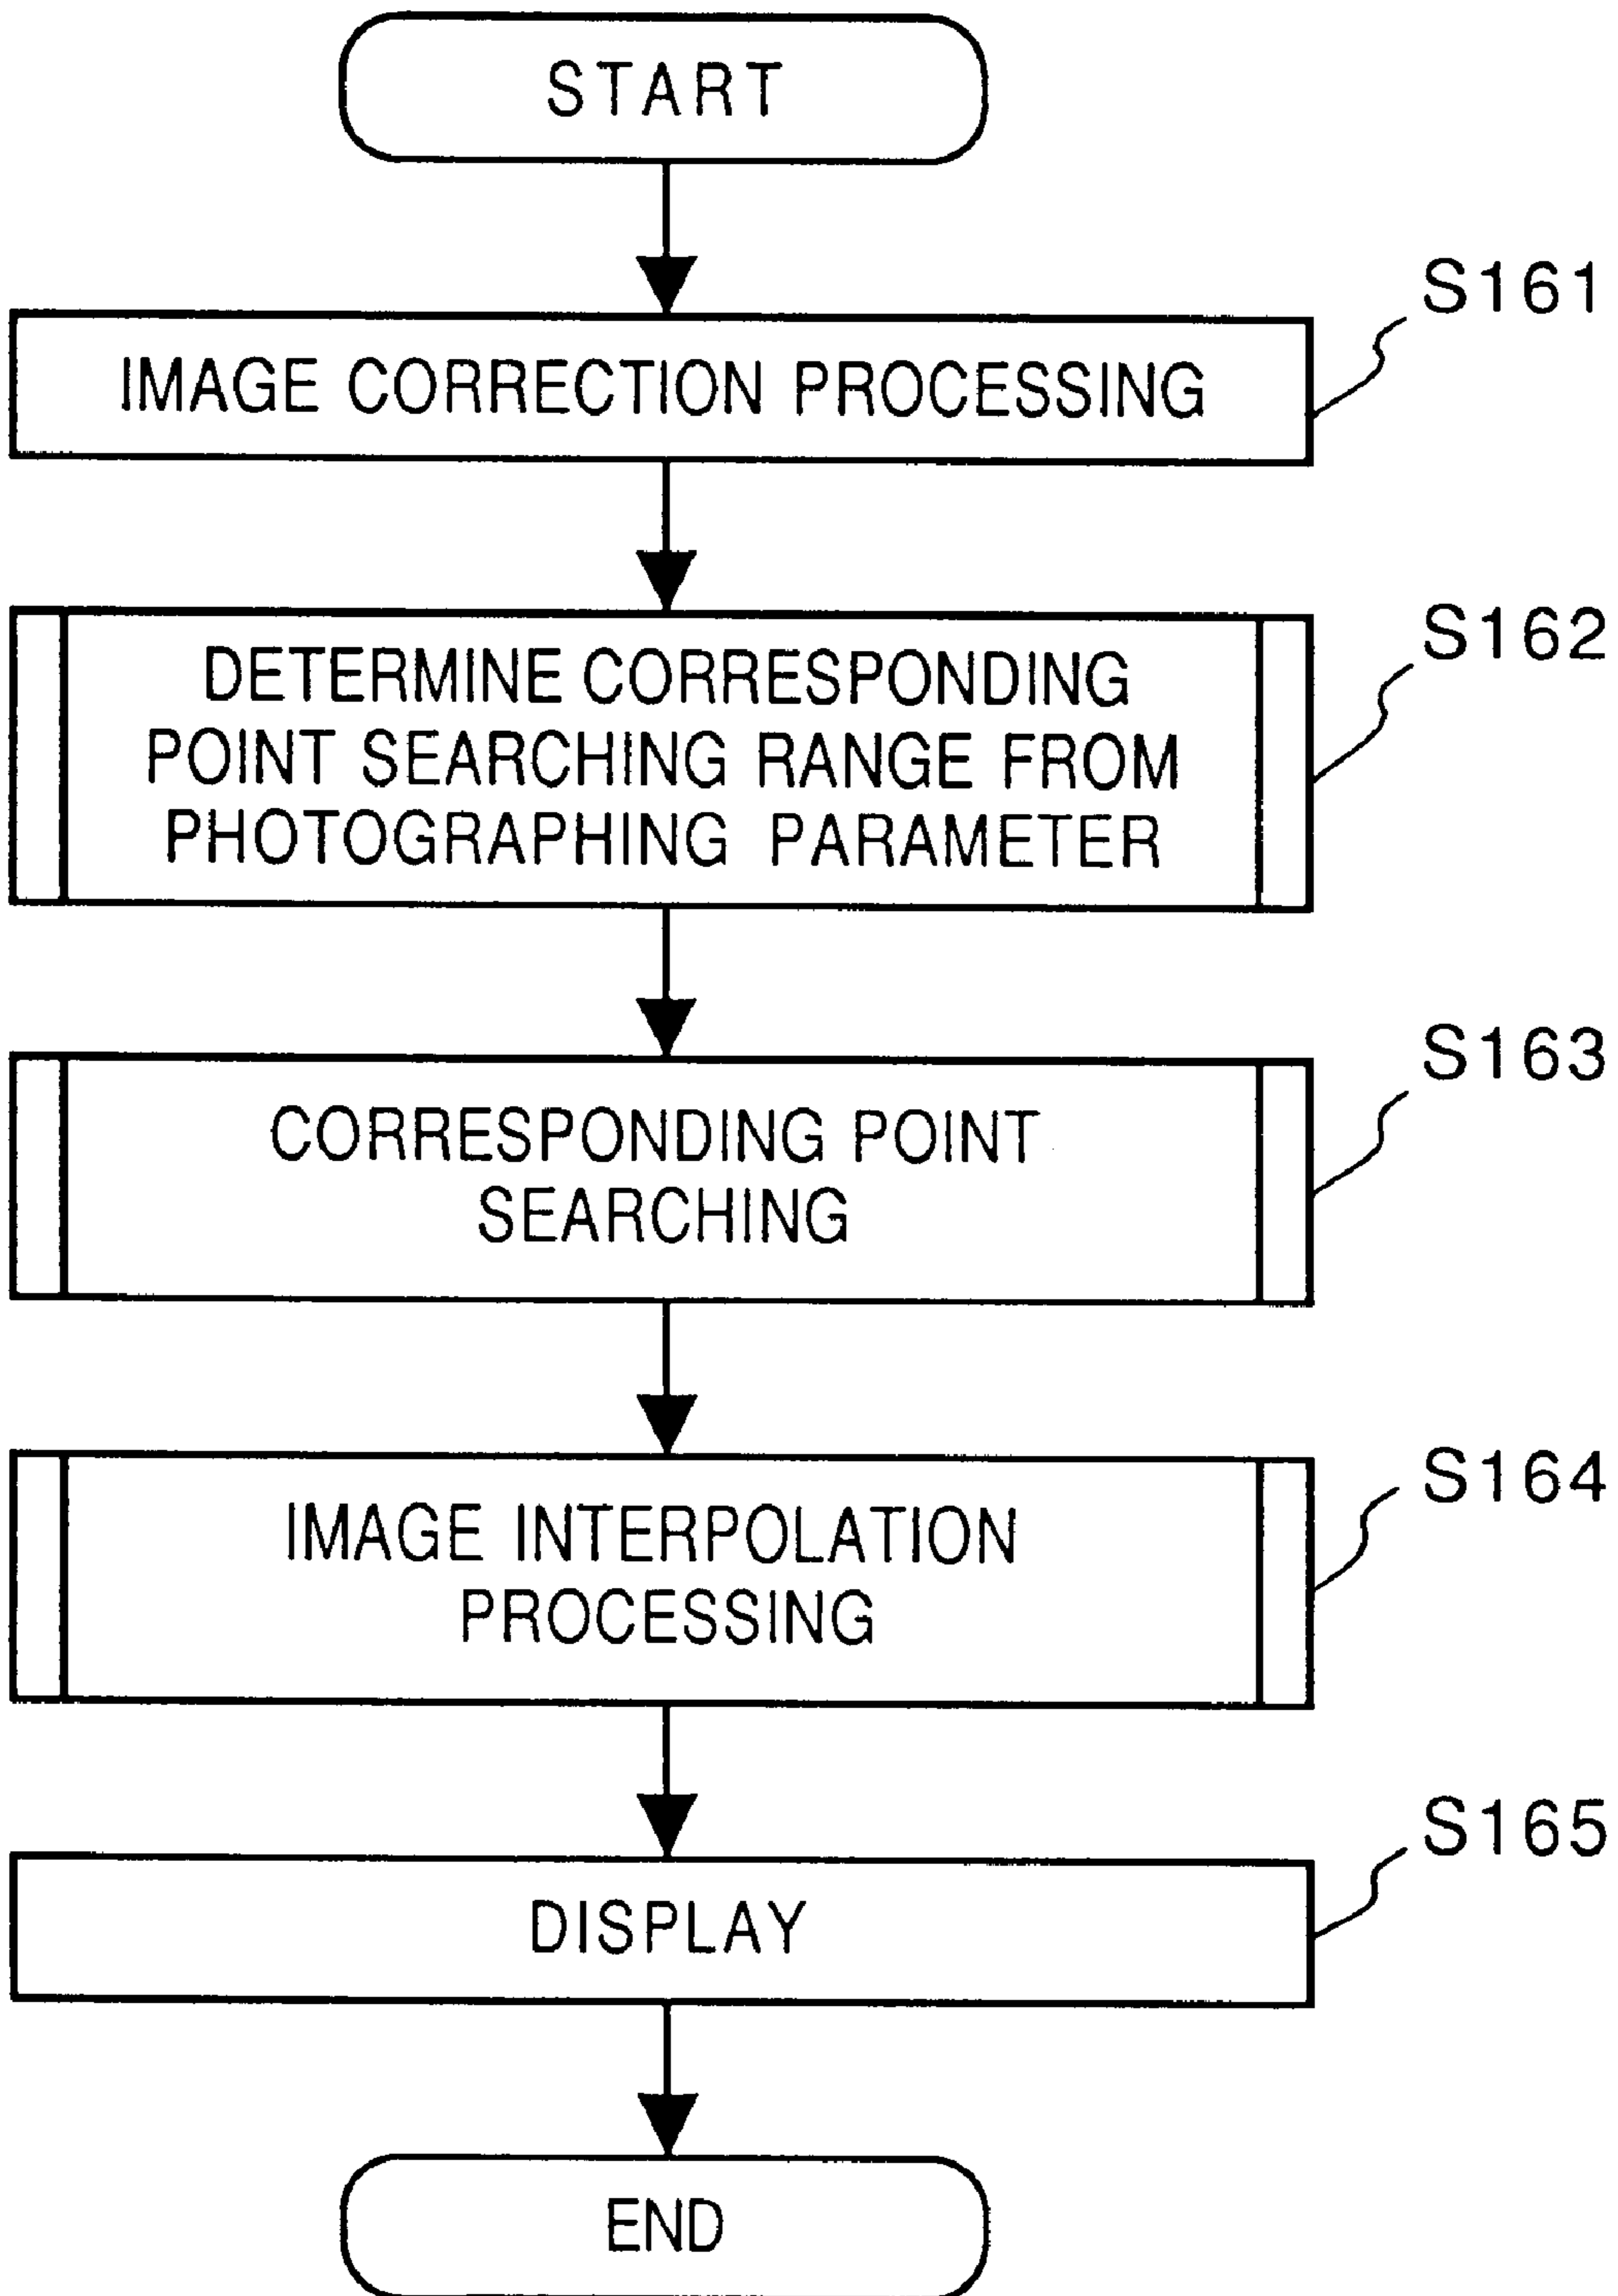 START
S161
IMAGE CORRECTION PROCESSING
S162
DETERMINE CORRESPONDING
POINT SEARCHING RANGE FROM
PHOTOGRAPHING PARAMETER
S163
CORRESPONDING POINT
SEARCHING
S164
IMAGE INTERPOLATION
PROCESSING
S165
DISPLAY
END